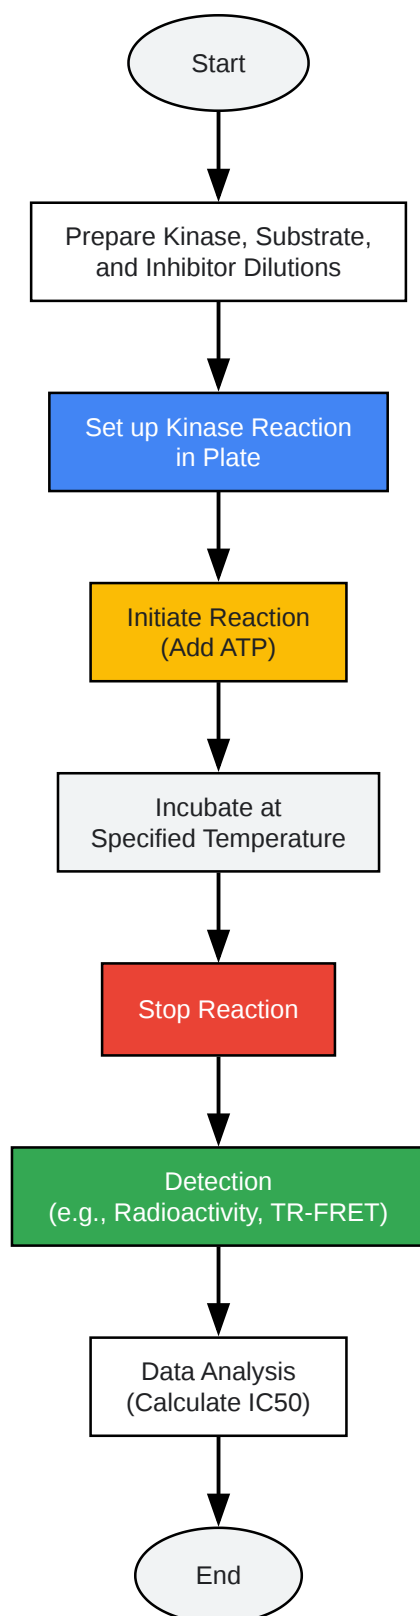 Start
Prepare Kinase, Substrate,
and Inhibitor Dilutions
Set up Kinase Reaction
in Plate
Initiate Reaction
(Add ATP)
Incubate at
Specified Temperature
Stop Reaction
Detection
(e.g., Radioactivity, TR-FRET)
Data Analysis
(Calculate IC50)
End